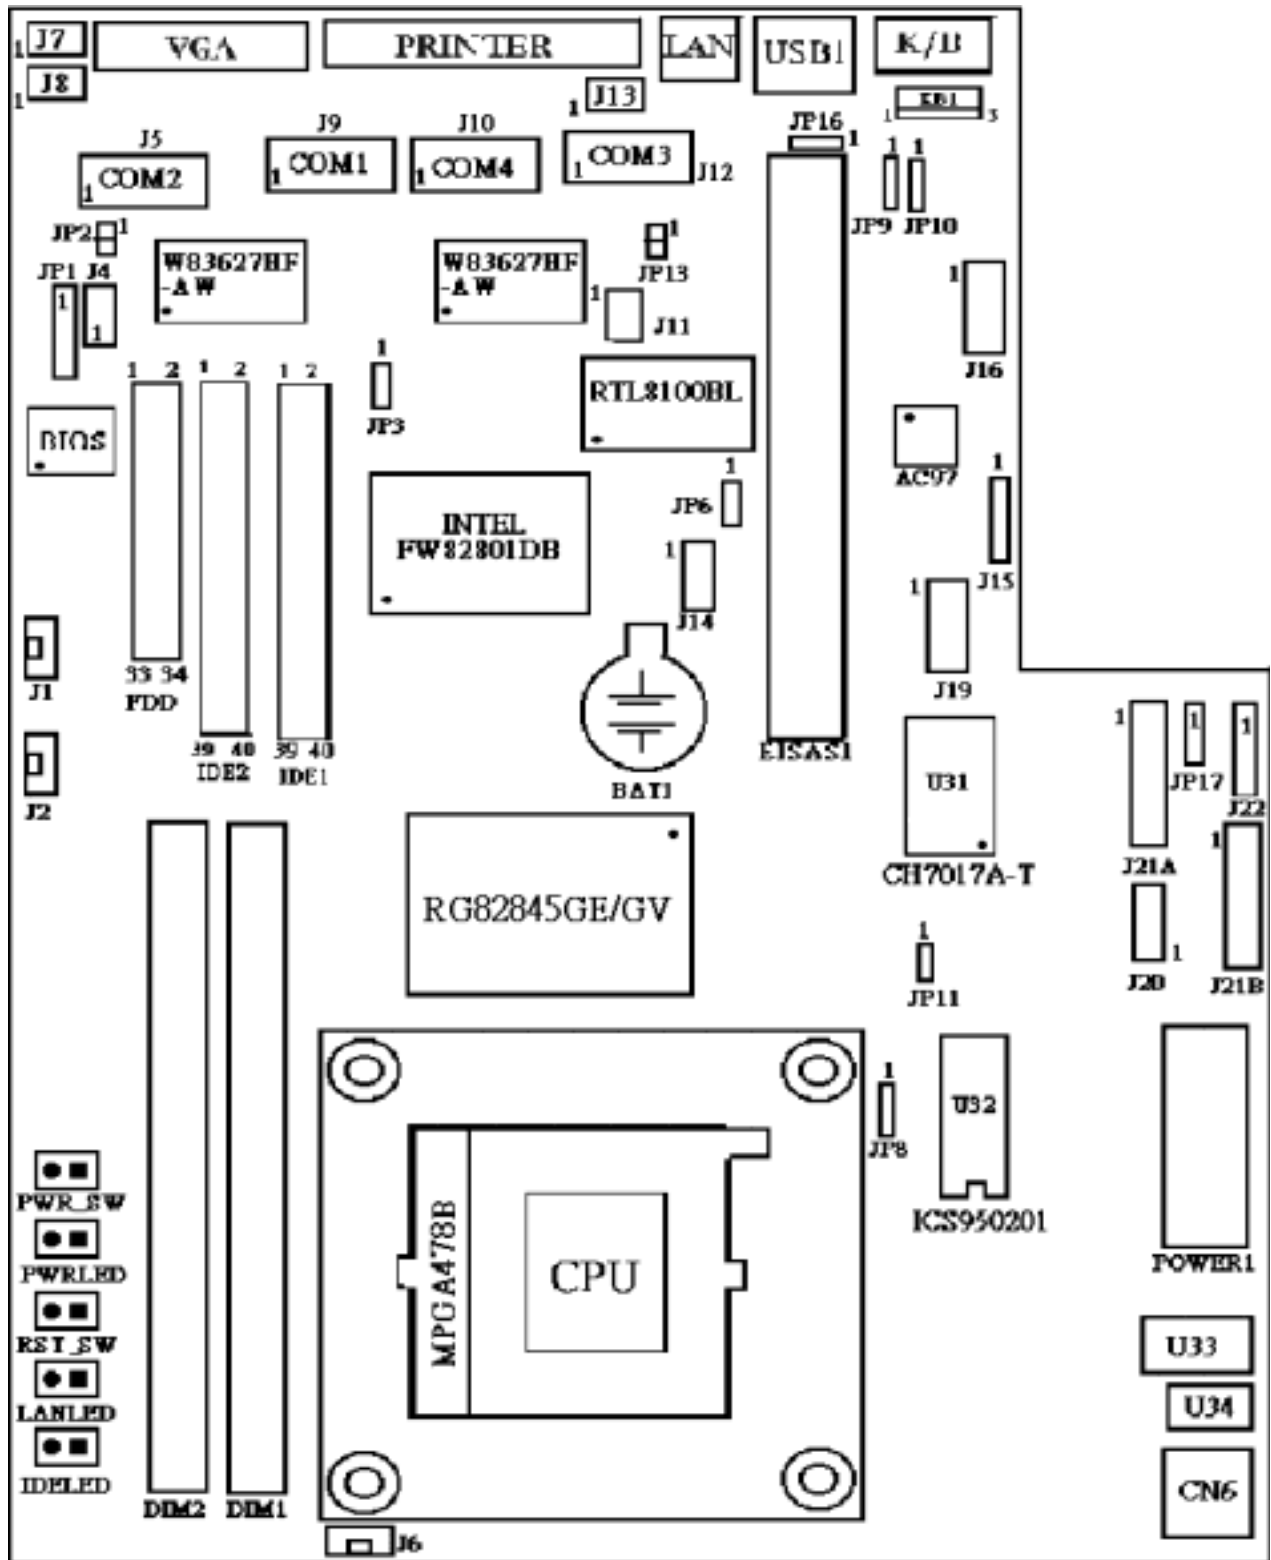 J7
1
VGA
PRINTER
LAN
USB1
K/B
J8
1
J13
1
KB1
1
3
J5
J9
J10
JP16
1
COM2
1
COM1
1
COM4
1
COM3
1
J12
1
1
JP9
JP10
JP2
1
W83627HF
-AW
W83627HF
-AW
1
JP13
JP1
J4
1
1
1
J11
1
J16
1
2
1
2
1
2
1
JP3
RTL8100BL
BIOS
AC97
1
JP6
1
INTEL
FW82801DB
1
J14
J15
1
J19
J1
33 34
FDD
39 40
IDE2
39 40
IDE1
J2
BAT1
EISAS1
U31
CH7017A-T
1
J21A
1
JP17
1
J22
1
J21B
RG82845GE/GV
1
JP11
J20
1
1
JP8
U32
ICS950201
POWER1
MPGA478B
CPU
PWR_SW
PWRLED
RST_SW
LANLED
IDELED
U33
U34
CN6
DIM2
DIM1
J6